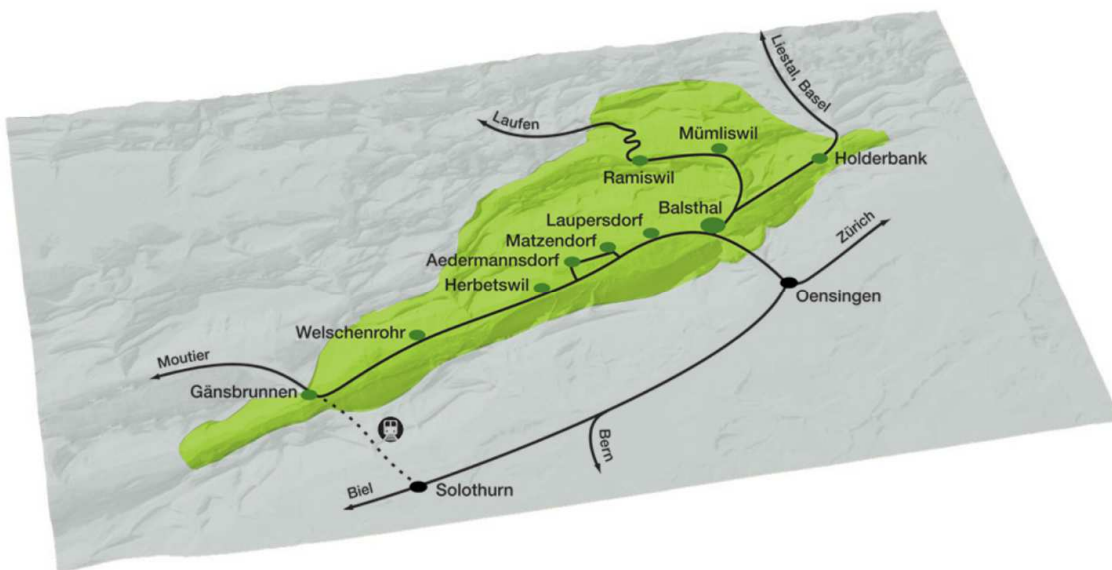 Liestal, Basel
Laufen
Mümliswil
Holderbank
Ramiswil
Balsthal
Laupersdorf
Zürich
Matzendorf
Aedermannsdorf
Herbetswil
Oensingen
Welschenrohr
Moutier
Gänsbrunnen
Bern
Biel
Solothurn